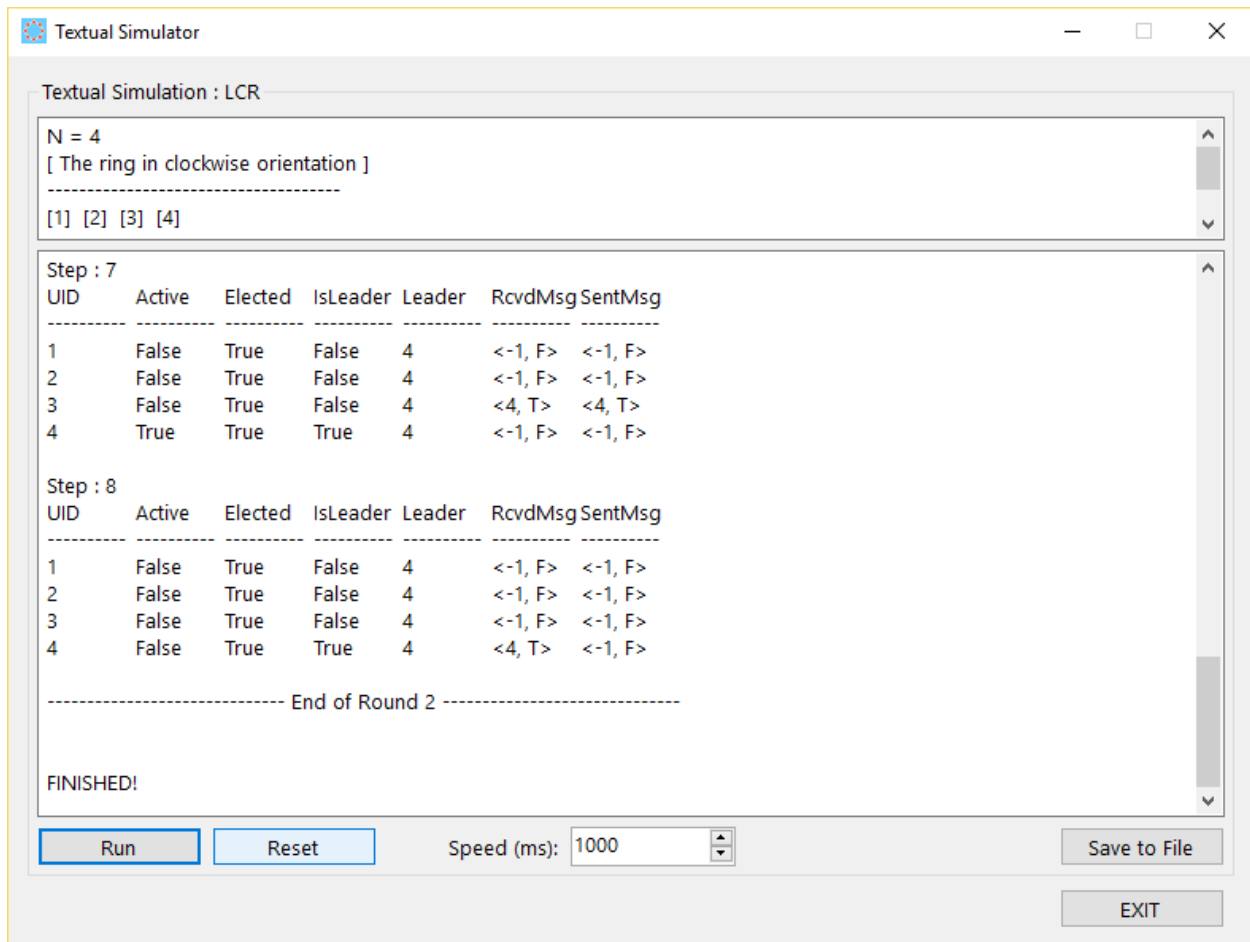 Textual Simulator
Textual Simulation : LCR
N = 4
[ The ring in clockwise orientation ]
-------------------------------------
[1] [2] [3] [4]
Step : 7
UID Active Elected IsLeader Leader RcvdMsg SentMsg
---------- ---------- ---------- ---------- ---------- ---------- ----------
1 False True False 4 <-1, F> <-1, F>
2 False True False 4 <-1, F> <-1, F>
3 False True False 4 <4, T> <4, T>
4 True True True 4 <-1, F> <-1, F>
Step : 8
UID Active Elected IsLeader Leader RcvdMsg SentMsg
---------- ---------- ---------- ---------- ---------- ---------- ----------
1 False True False 4 <-1, F> <-1, F>
2 False True False 4 <-1, F> <-1, F>
3 False True False 4 <-1, F> <-1, F>
4 False True True 4 <4, T> <-1, F>
------------------------------ End of Round 2 ------------------------------
FINISHED!
Run Reset Speed (ms): 1000 Save to File
EXIT